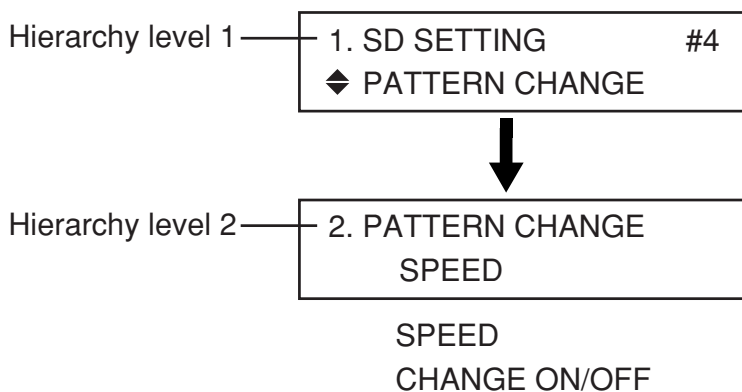 Hierarchy level 1
1. SD SETTING #4
PATTERN CHANGE
Hierarchy level 2
2. PATTERN CHANGE
SPEED
SPEED
CHANGE ON/OFF